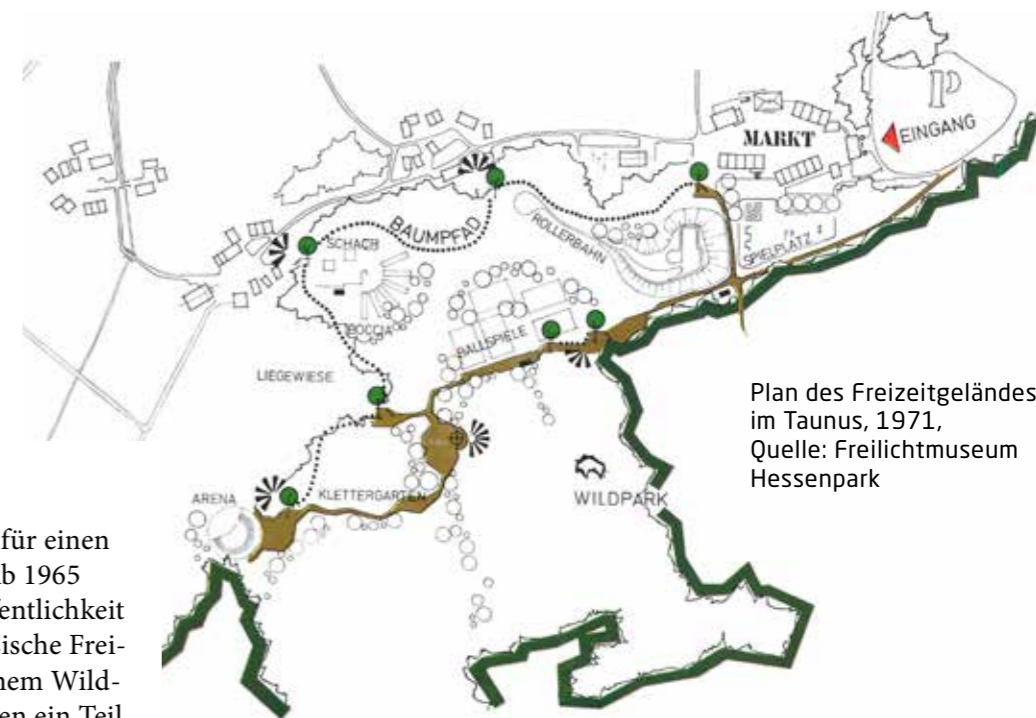 P
EINGANG
MARKT
SPIELPLATZ
ROLLERBAHN
BAUMPFAD
SCHACH
BOCCIA
BALLSPIELE
LIEGEWIESE
WILDPARK
KLETTERGARTEN
ARENA
Plan des Freizeitgeländes
im Taunus, 1971,
Quelle: Freilichtmuseum
Hessenpark
für einen
b 1965
fentlichkeit
ische Frei-
nem Wild-
en ein Teil